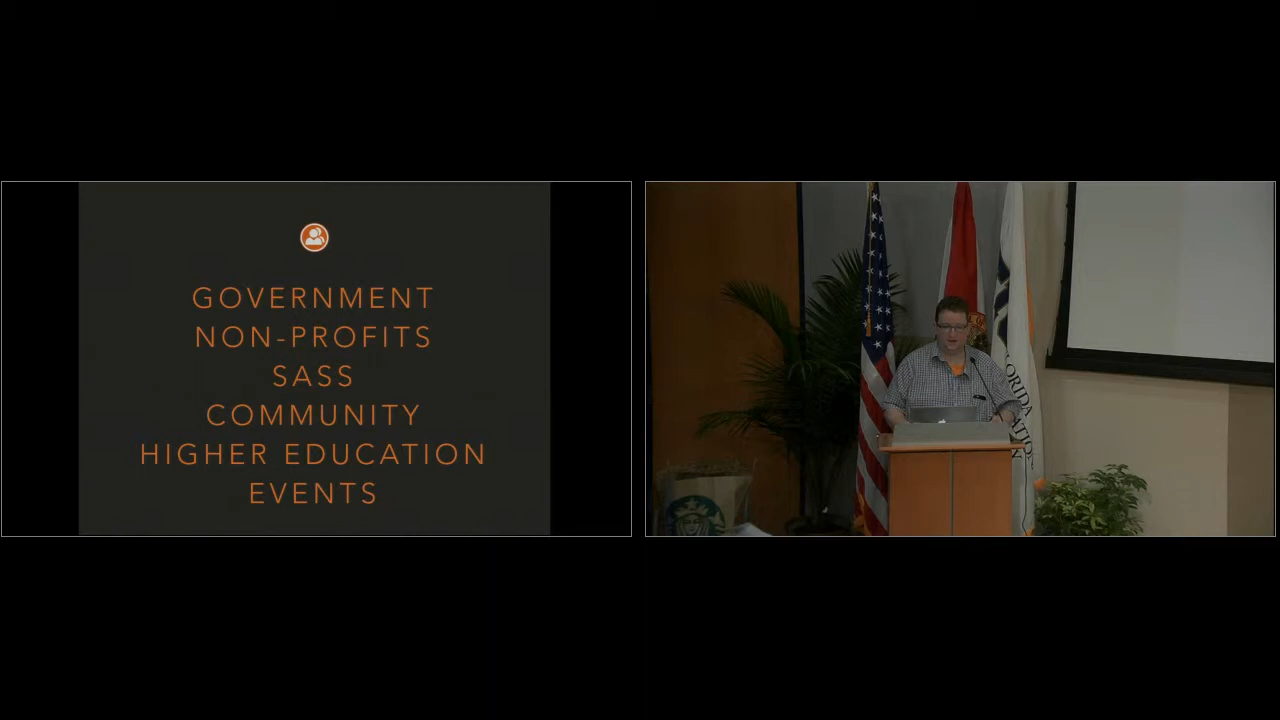 GOVERNMENT
NON-PROFITS
SASS
COMMUNITY
HIGHER EDUCATION
EVENTS